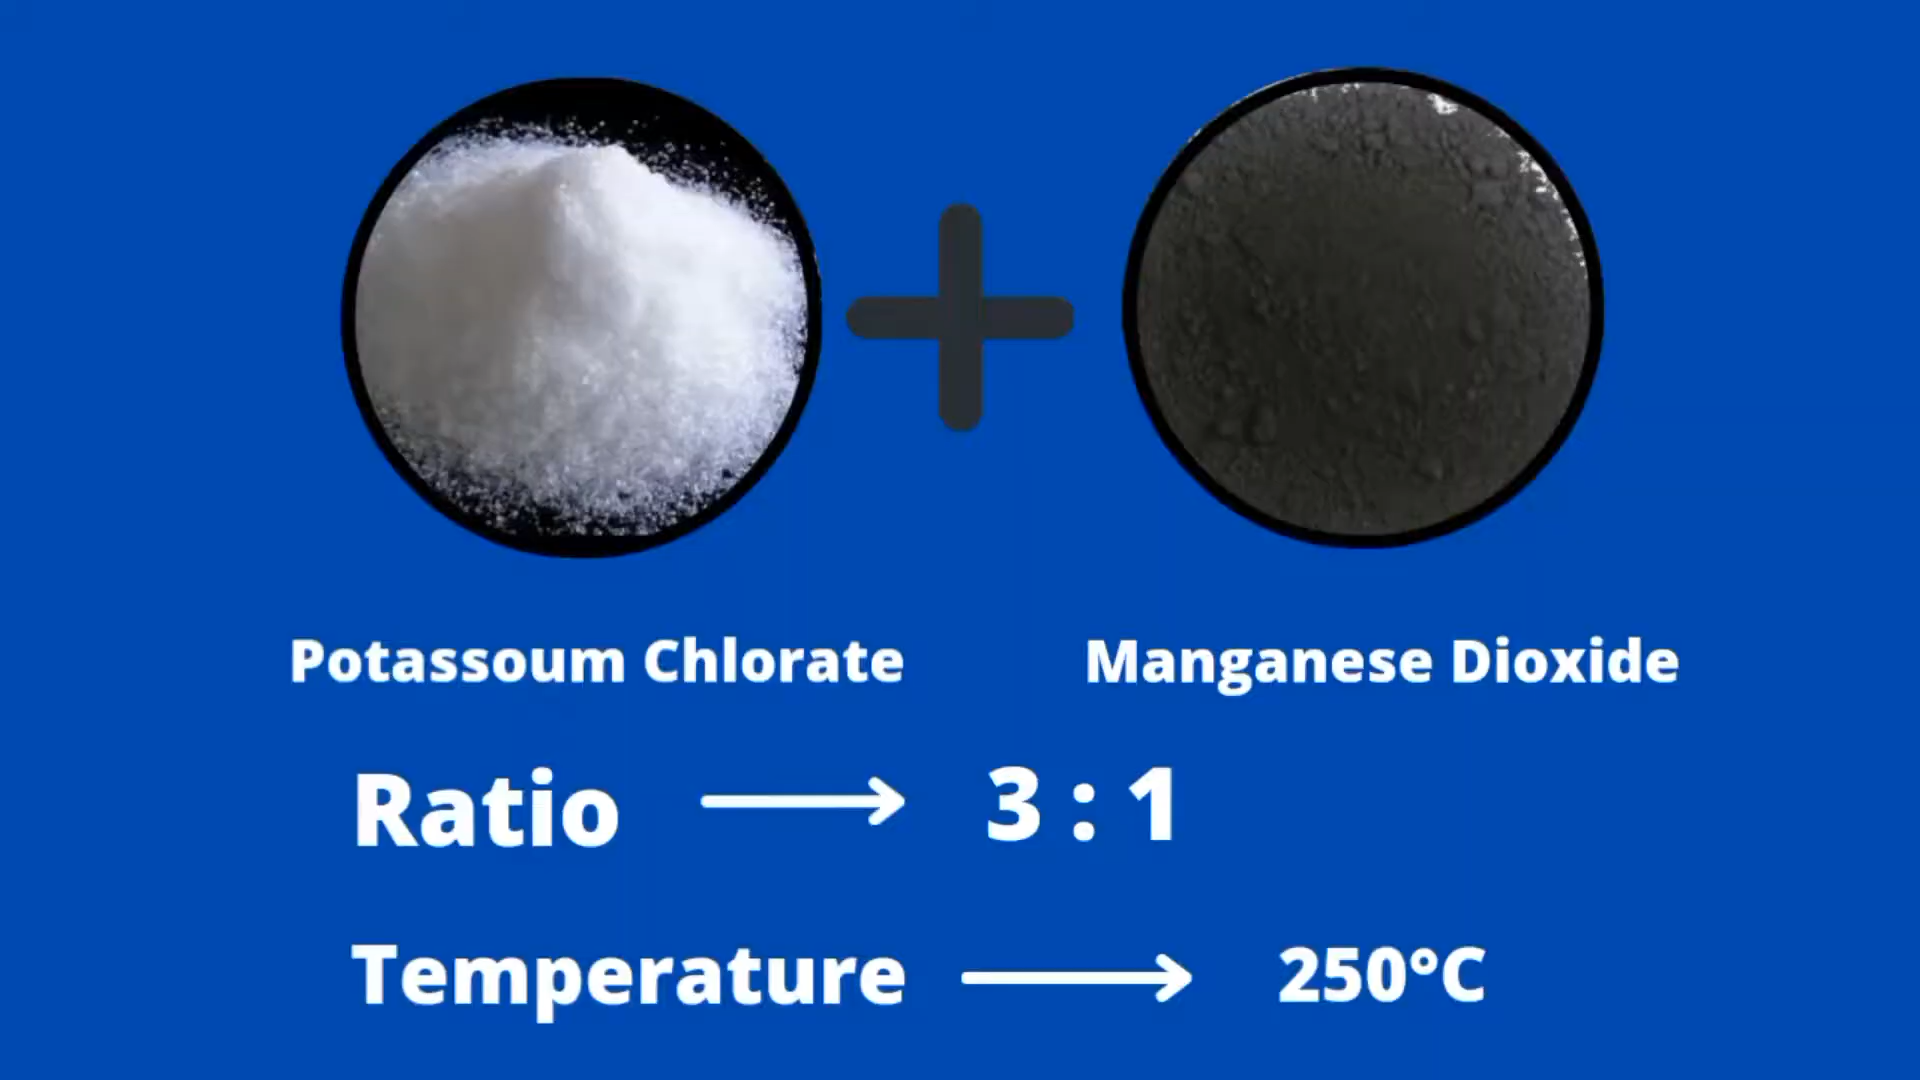 Potassoum Chlorate
Manganese Dioxide
Ratio → 3 : 1
Temperature → 250°C